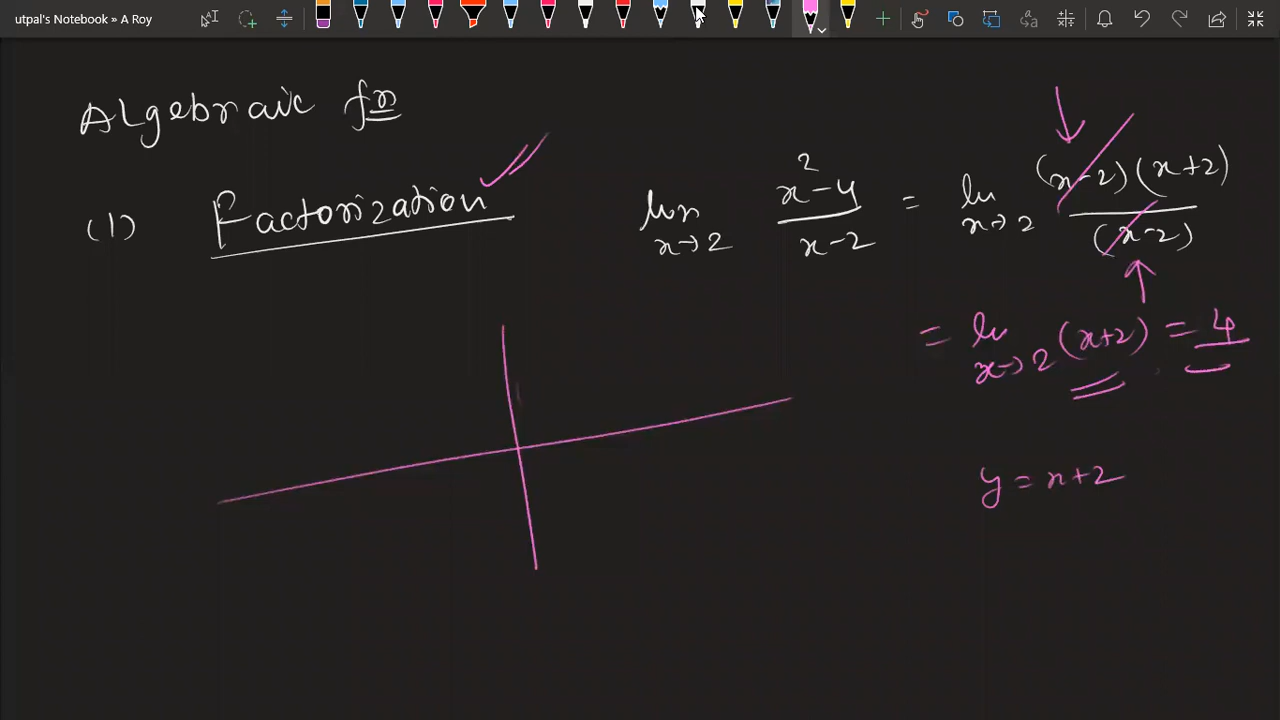 utpal's Notebook » A Roy
Algebraic fn
(1) Factorization
lim x→2 x²-4 / x-2 = lim x→2 (x-2)(x+2) / (x-2)
= lim x→2 (x+2) = 4
y = x+2